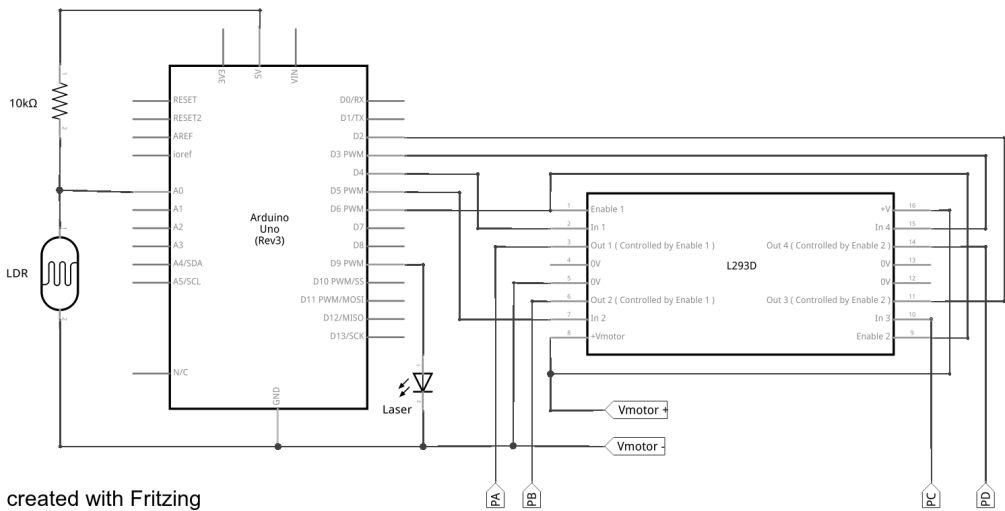 3V3
5V
VIN
10kΩ
1
2
RESET
RESET2
AREF
ioref
A0
A1
A2
A3
A4/SDA
A5/SCL
N/C
D0/RX
D1/TX
D2
D3 PWM
D4
D5 PWM
D6 PWM
D7
D8
D9 PWM
D10 PWM/SS
D11 PWM/MOSI
D12/MISO
D13/SCK
GND
Arduino
Uno
(Rev3)
LDR
1
2
Laser
1
2
1 Enable 1
2 In 1
3 Out 1 ( Controlled by Enable 1 )
4 0V
5 0V
6 Out 2 ( Controlled by Enable 1 )
7 In 2
8 +Vmotor
L293D
+V 16
In 4 15
Out 4 ( Controlled by Enable 2 ) 14
0V 13
0V 12
Out 3 ( Controlled by Enable 2 ) 11
In 3 10
Enable 2 9
Vmotor +
Vmotor -
PA
PB
PC
PD
created with Fritzing